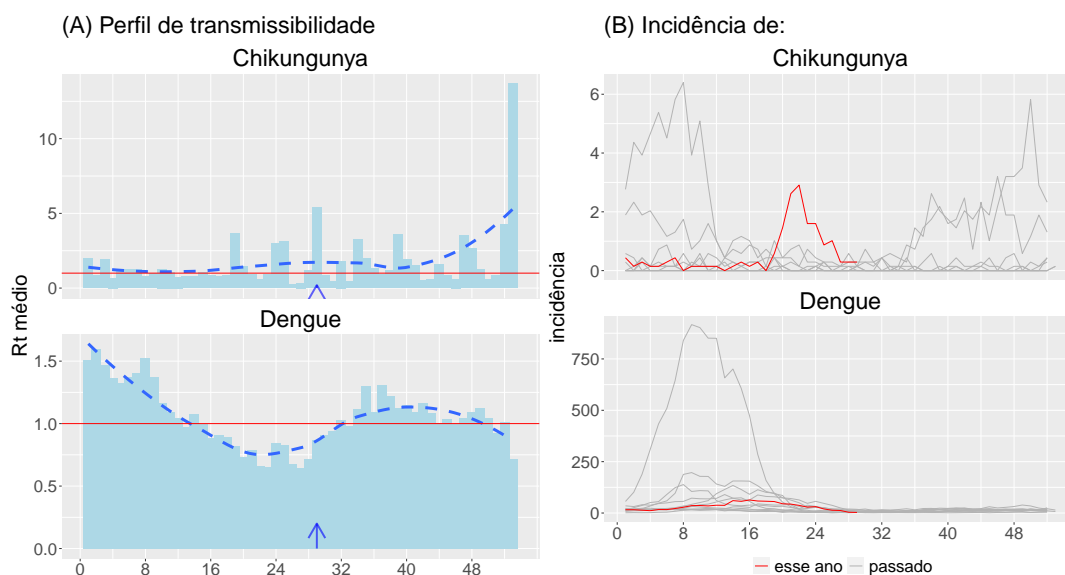 (A) Perfil de transmissibilidade
Chikungunya
10
5
0
Dengue
1.5
1.0
0.5
0.0
0 8 16 24 32 40 48
Rt médio
(B) Incidência de:
Chikungunya
6
4
2
0
Dengue
750
500
250
0
0 8 16 24 32 40 48
incidência
esse ano passado